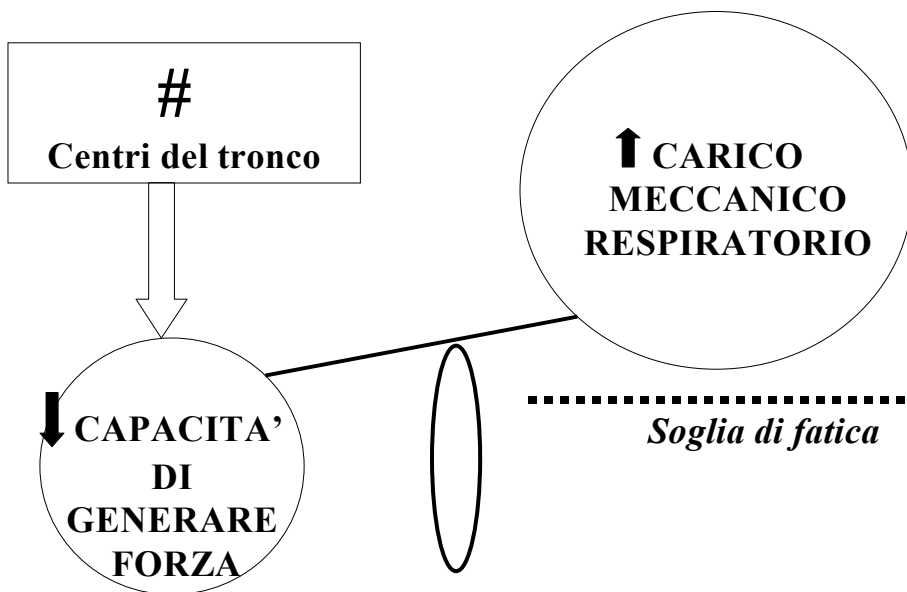 #
Centri del tronco
CARICO
MECCANICO
RESPIRATORIO
Soglia di fatica
CAPACITA’
DI
GENERARE
FORZA